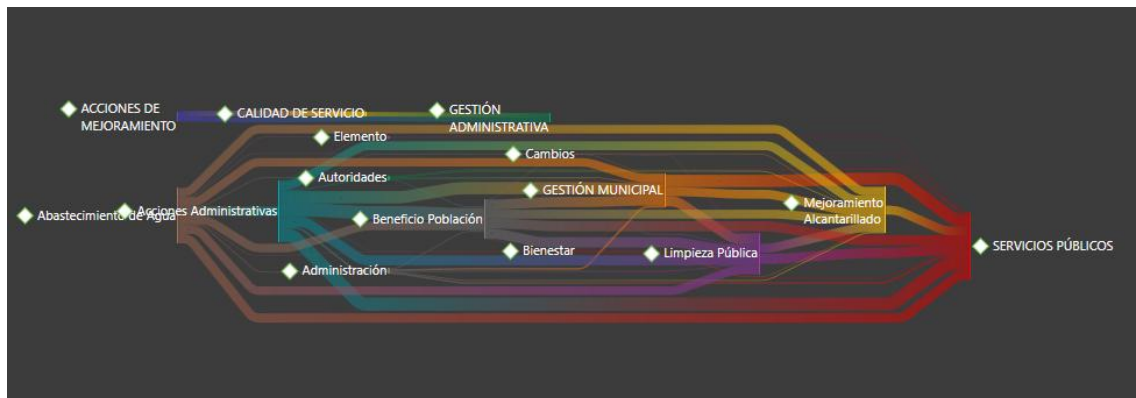 ACCIONES DE
MEJORAMIENTO
CALIDAD DE SERVICIO
GESTIÓN
ADMINISTRATIVA
Elemento
Cambios
Autoridades
GESTIÓN MUNICIPAL
Abastecimiento de Agua
Acciones Administrativas
Beneficio Población
Mejoramiento
Alcantarillado
Bienestar
Limpieza Pública
SERVICIOS PÚBLICOS
Administración